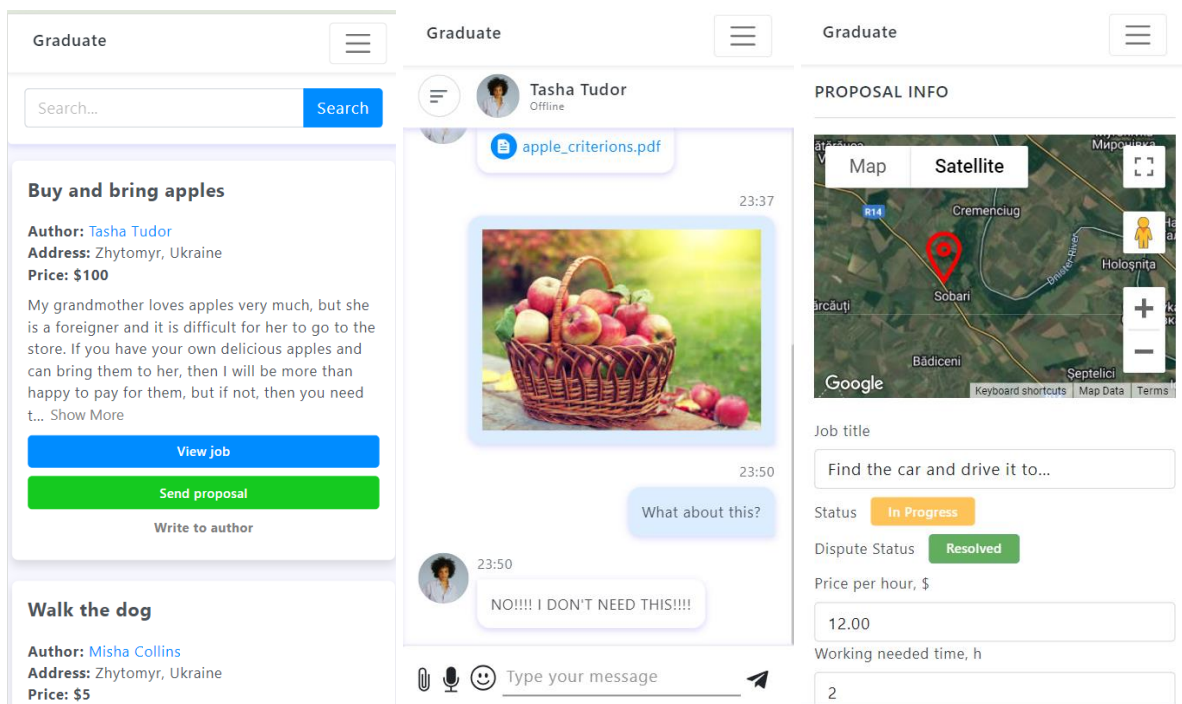 Graduate
Search...
Search
Buy and bring apples
Author: Tasha Tudor
Address: Zhytomyr, Ukraine
Price: $100
My grandmother loves apples very much, but she
is a foreigner and it is difficult for her to go to the
store. If you have your own delicious apples and
can bring them to her, then I will be more than
happy to pay for them, but if not, then you need
t... Show More
View job
Send proposal
Write to author
Walk the dog
Author: Misha Collins
Address: Zhytomyr, Ukraine
Price: $5
Graduate
Tasha Tudor
Offline
apple_criterions.pdf
23:37
23:50
What about this?
23:50
NO!!!! I DON'T NEED THIS!!!!
Type your message
Graduate
PROPOSAL INFO
Map
Satellite
R14
Cremenciug
Dniester River
Holoșnița
Sobari
Bădiceni
Șeptelici
Google
Keyboard shortcuts
Map Data
Terms
Job title
Find the car and drive it to...
Status
In Progress
Dispute Status
Resolved
Price per hour, $
12.00
Working needed time, h
2